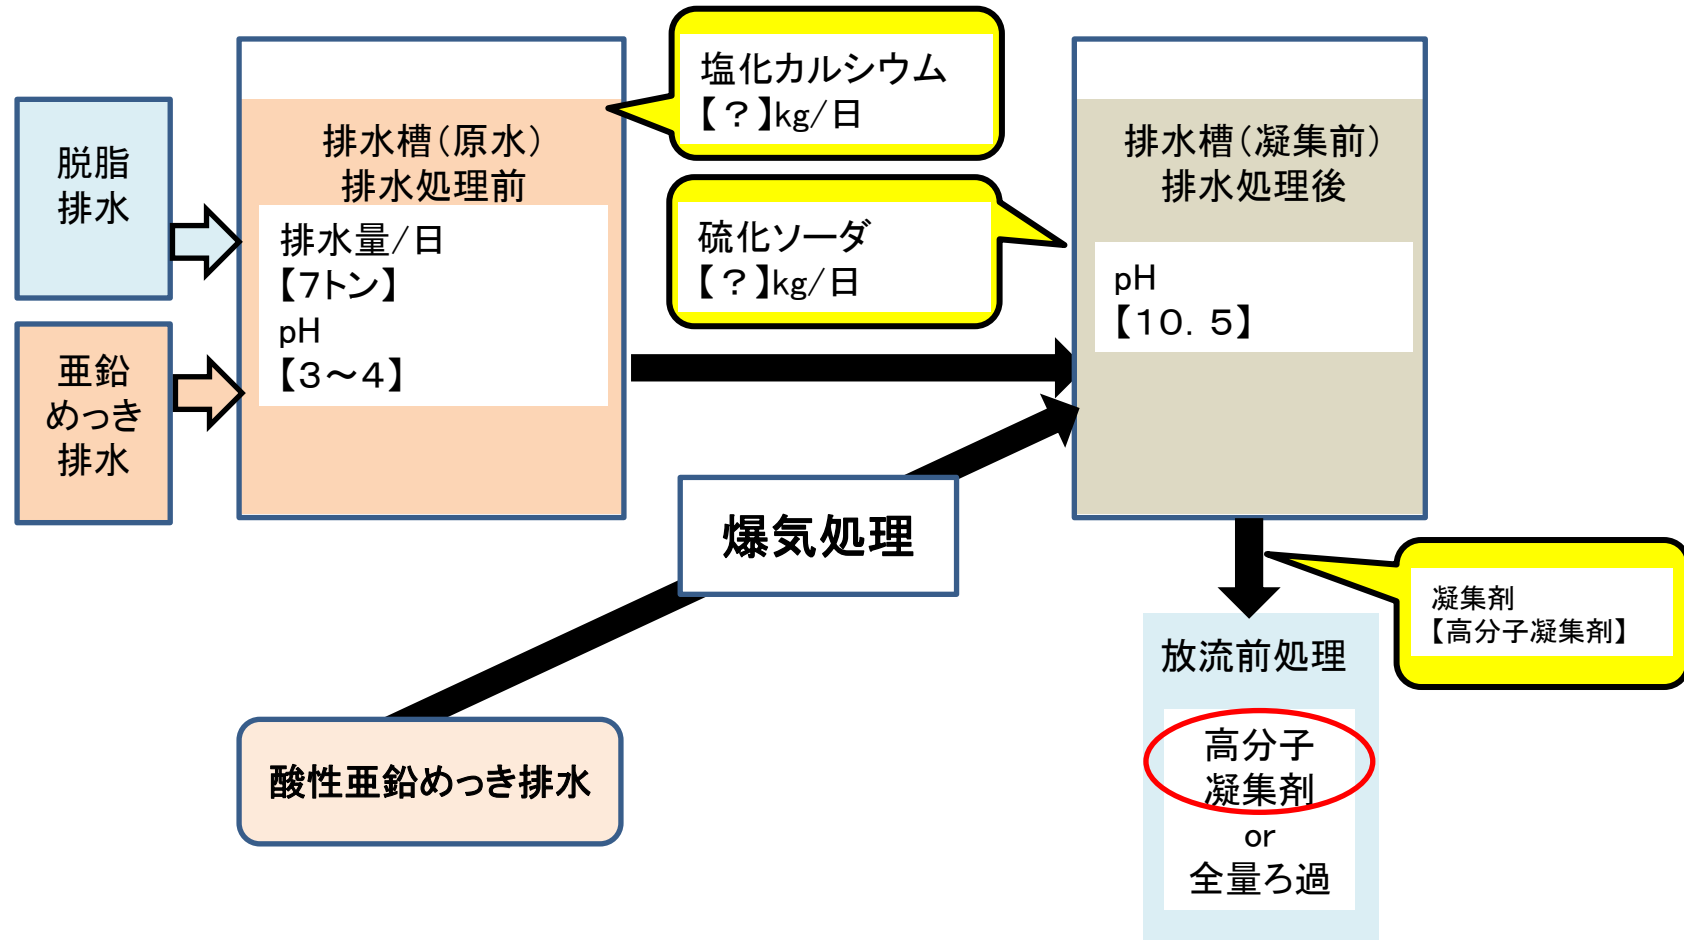 脱脂
排水
亜鉛
めっき
排水
排水槽(原水)
排水処理前
排水量/日
【7トン】
pH
【3～4】
塩化カルシウム
【？】kg/日
硫化ソーダ
【？】kg/日
排水槽(凝集前)
排水処理後
pH
【10．5】
爆気処理
酸性亜鉛めっき排水
凝集剤
【高分子凝集剤】
放流前処理
高分子
凝集剤
or
全量ろ過